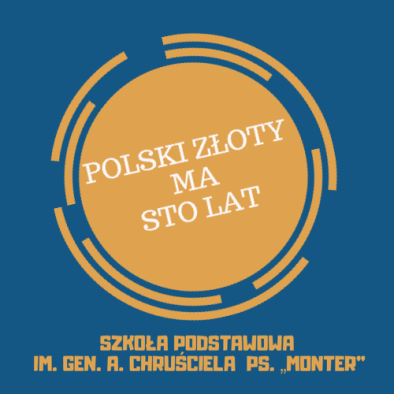 POLSKI ZŁOTY
MA
STO LAT
SZKOŁA PODSTAWOWA
IM. GEN. A. CHRUŚCIELA PS. „MONTER"